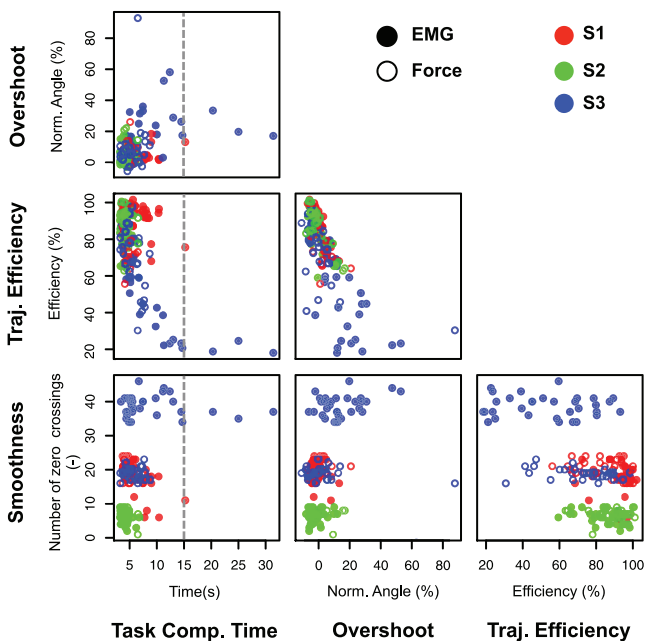 EMG
Force
S1
S2
S3
Overshoot
Norm. Angle (%)
0 20 40 60 80
Traj. Efficiency
Efficiency (%)
20 40 60 80 100
Smoothness
Number of zero crossings
(-)
0 10 20 30 40
5 10 15 20 25 30
0 20 40 60 80
20 40 60 80 100
Time(s)
Norm. Angle (%)
Efficiency (%)
Task Comp. Time
Overshoot
Traj. Efficiency